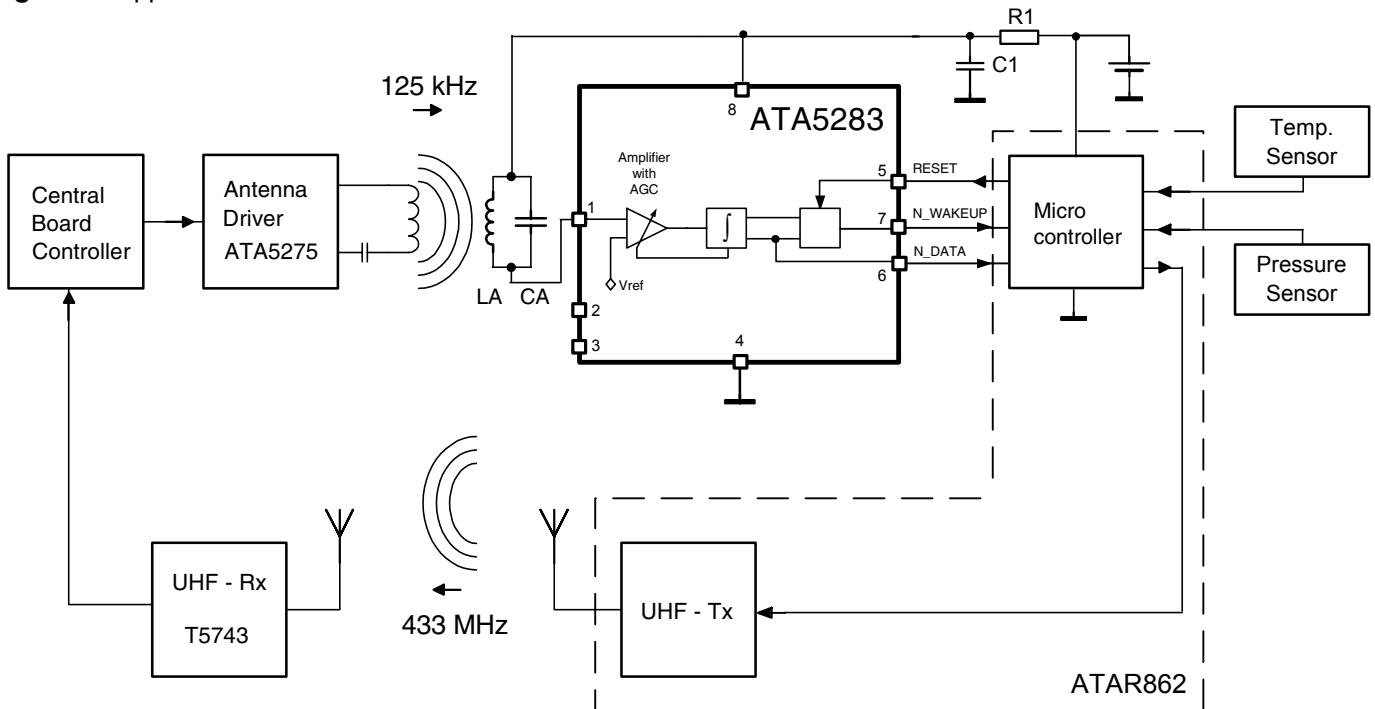 R1
C1
125 kHz
8
ATA5283
Temp.
Sensor
Amplifier
with
AGC
5
RESET
Central
Board
Controller
Antenna
Driver
ATA5275
1
∫
7
N_WAKEUP
Micro
controller
N_DATA
6
Pressure
Sensor
Vref
LA
CA
2
3
4
UHF - Rx
T5743
433 MHz
UHF - Tx
ATAR862